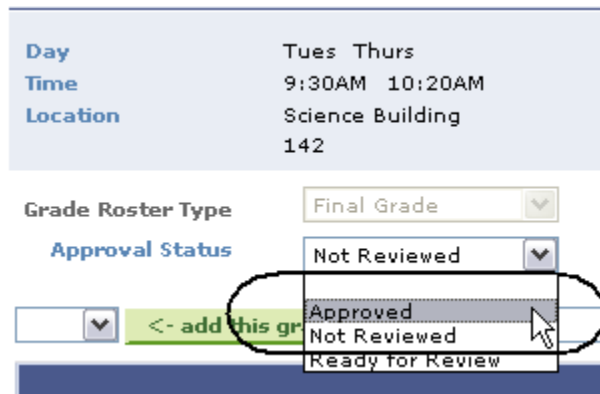 Day Tues Thurs
Time 9:30AM 10:20AM
Location Science Building
142
Grade Roster Type Final Grade
Approval Status Not Reviewed
Approved
<- add this gr
Not Reviewed
Ready for Review